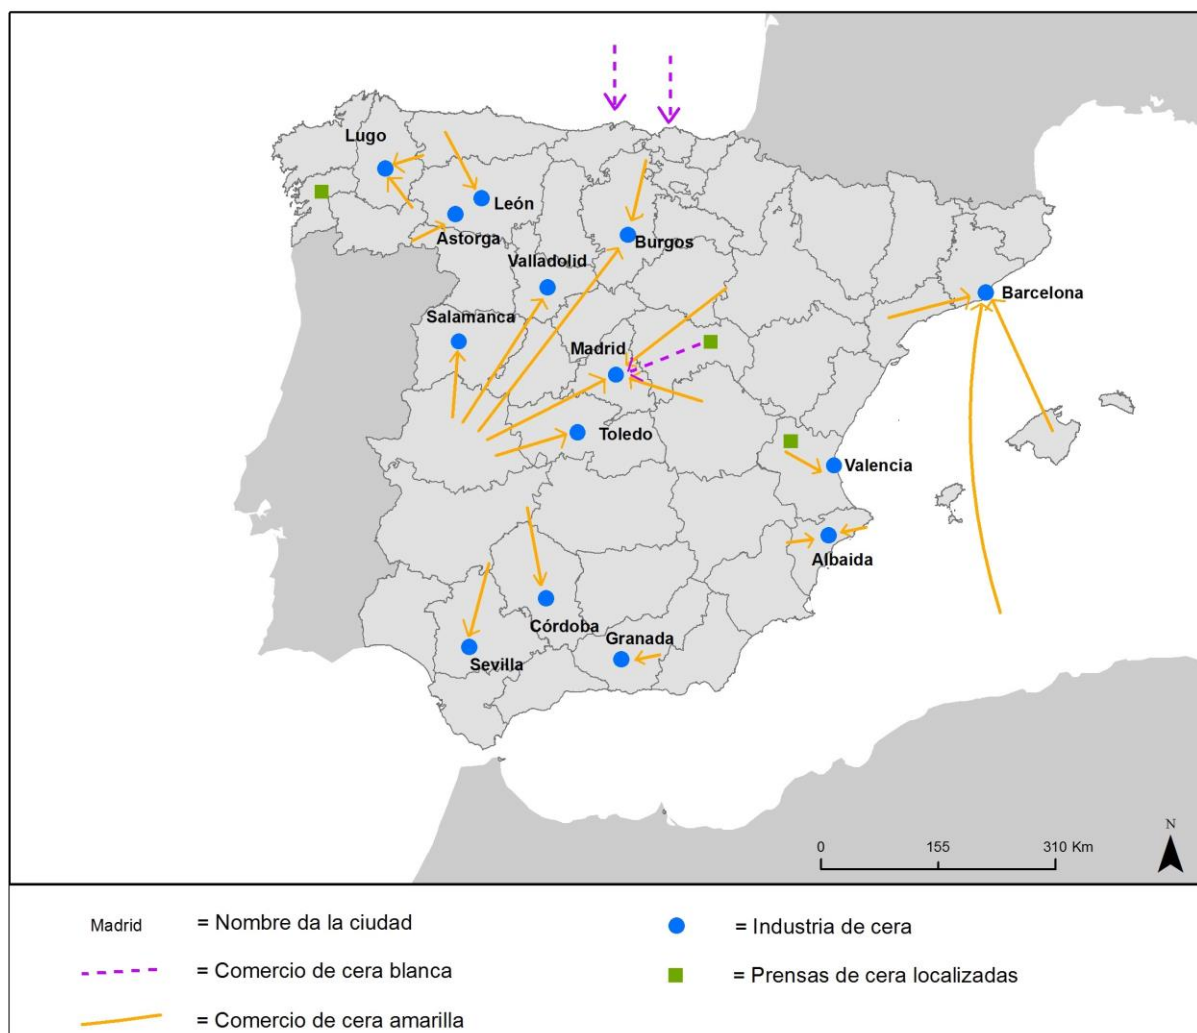 Lugo
León
Astorga
Burgos
Valladolid
Barcelona
Salamanca
Madrid
Toledo
Valencia
Albaida
Córdoba
Granada
Sevilla
N
0 155 310 Km
Madrid = Nombre da la ciudad
= Industria de cera
= Comercio de cera blanca
= Prensas de cera localizadas
= Comercio de cera amarilla